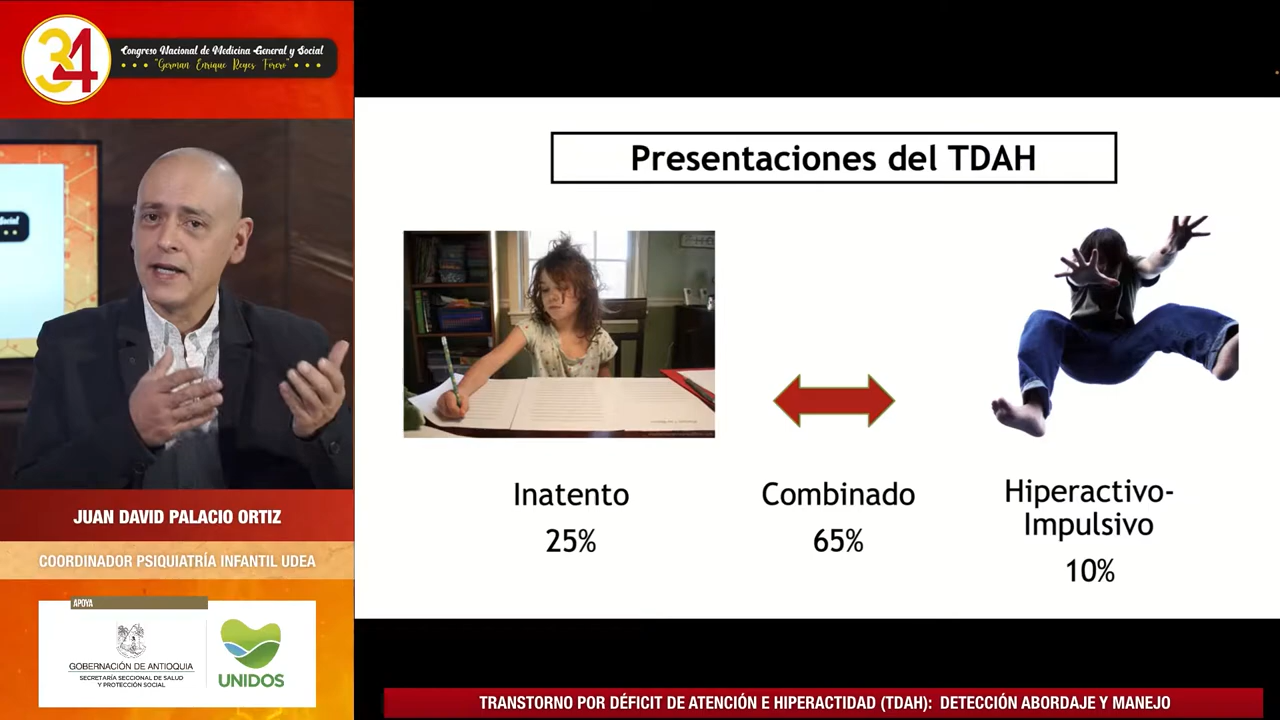 34
Congreso Nacional de Medicina General y Social
"German Enrique Reyes Forero"
Social
JUAN DAVID PALACIO ORTIZ
COORDINADOR PSIQUIATRÍA INFANTIL UDEA
APOYA
GOBERNACIÓN DE ANTIOQUIA
SECRETARÍA SECCIONAL DE SALUD
Y PROTECCIÓN SOCIAL
UNIDOS
Presentaciones del TDAH
Inatento
25%
Combinado
65%
Hiperactivo-
Impulsivo
10%
TRANSTORNO POR DÉFICIT DE ATENCIÓN E HIPERACTIDAD (TDAH): DETECCIÓN ABORDAJE Y MANEJO